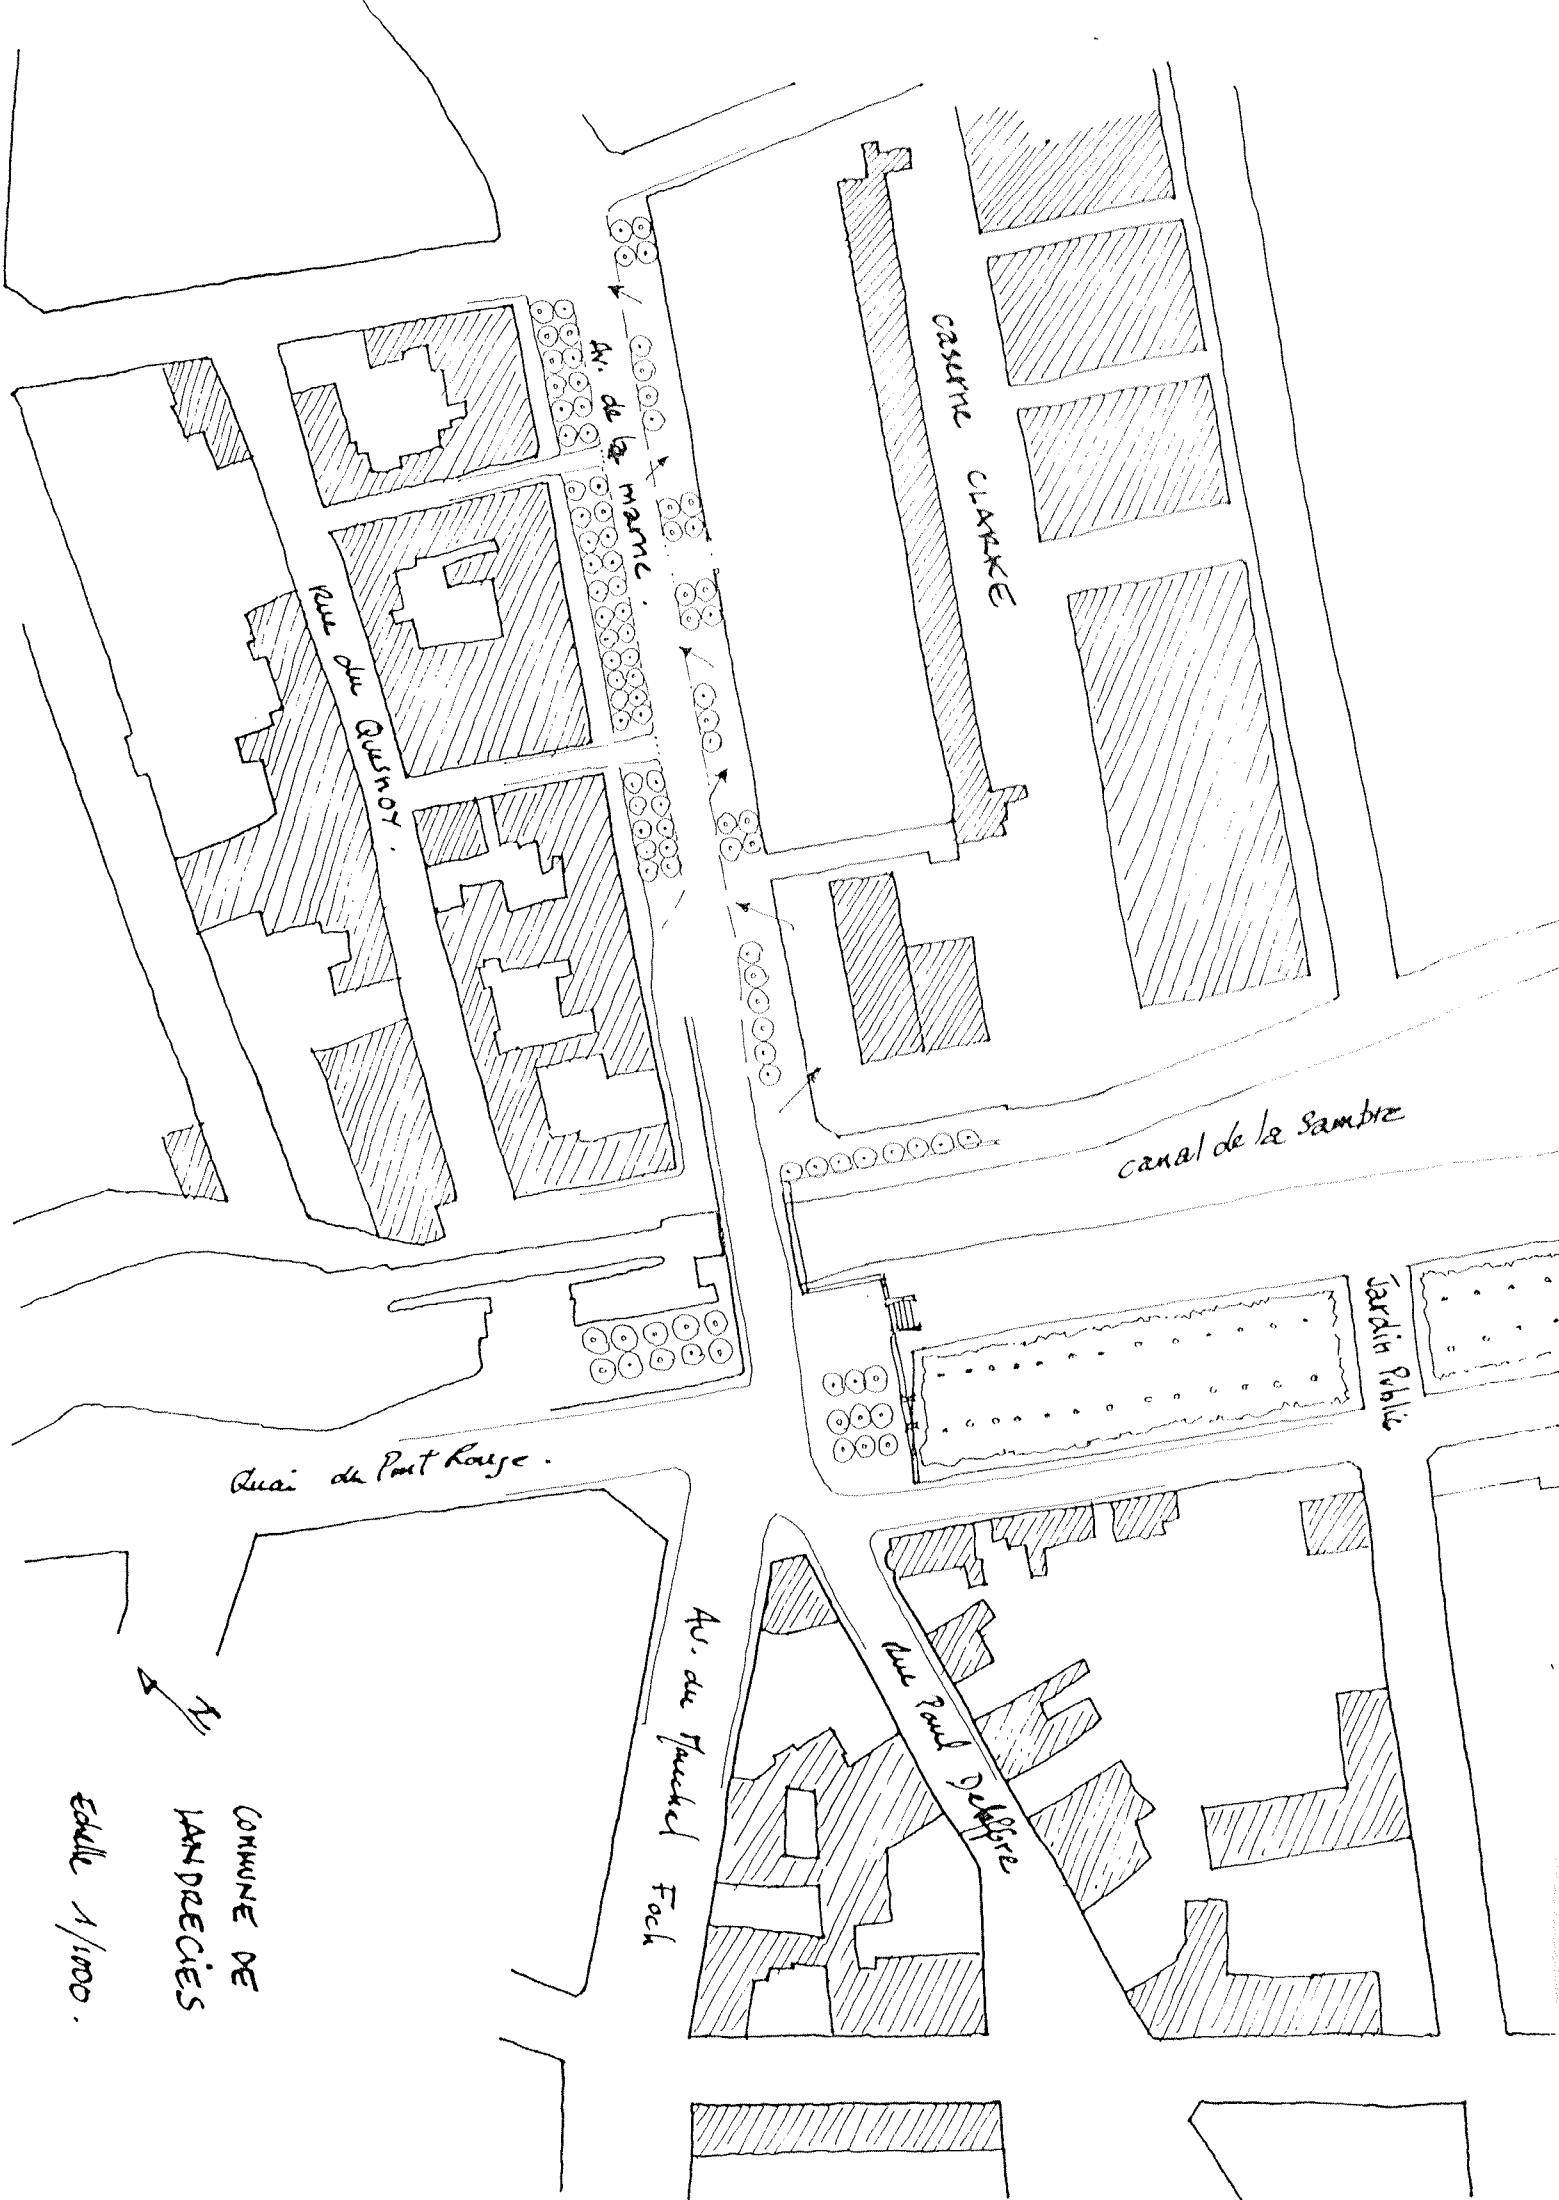 caserne CLARKE
Av. de la marne.
Rue du Quesnoy.
canal de la Sambre
Jardin Public
Quai du Pont Rouge.
Av. du Maréchal Foch
Rue Paul Deleffre
N
COMMUNE DE
LANDRECIES
Echelle 1/1000.